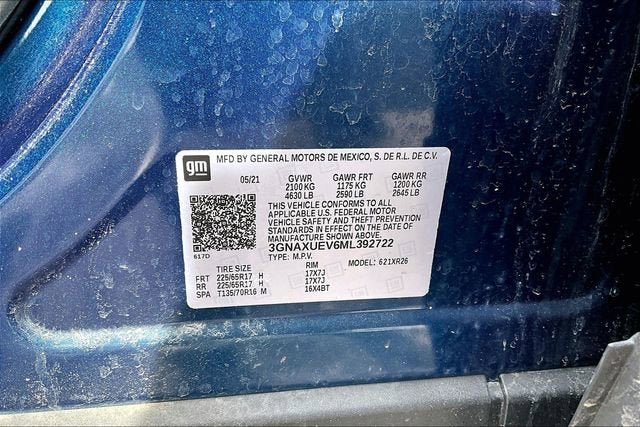 gm MFD BY GENERAL MOTORS DE MEXICO, S. DE R.L. DE C.V.
05/21 GVWR GAWR FRT GAWR RR
2100 KG 1175 KG 1200 KG
4630 LB 2590 LB 2645 LB
THIS VEHICLE CONFORMS TO ALL
APPLICABLE U.S. FEDERAL MOTOR
VEHICLE SAFETY AND THEFT PREVENTION
STANDARDS IN EFFECT ON THE DATE OF
MANUFACTURE SHOWN ABOVE.
3GNAXUEV6ML392722
617D TYPE: M.P.V. MODEL: 621XR26
TIRE SIZE RIM
FRT 225/65R17 H 17X7J
RR 225/65R17 H 17X7J
SPA T135/70R16 M 16X4BT